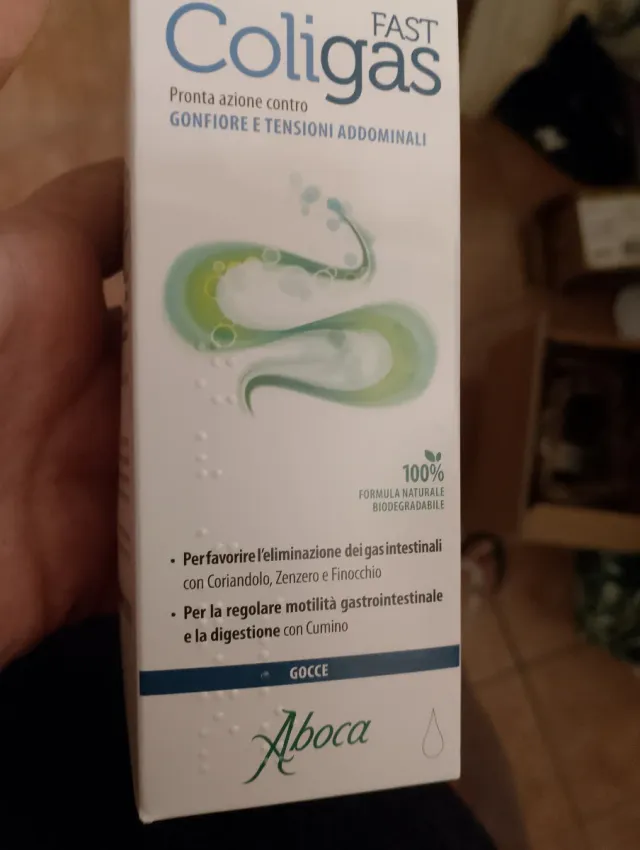 Coligas
FAST
Pronta azione contro
GONFIORE E TENSIONI ADDOMINALI
100%
FORMULA NATURALE
BIODEGRADABILE
• Per favorire l'eliminazione dei gas intestinali
con Coriandolo, Zenzero e Finocchio
• Per la regolare motilità gastrointestinale
e la digestione con Cumino
GOCCE
Aboca